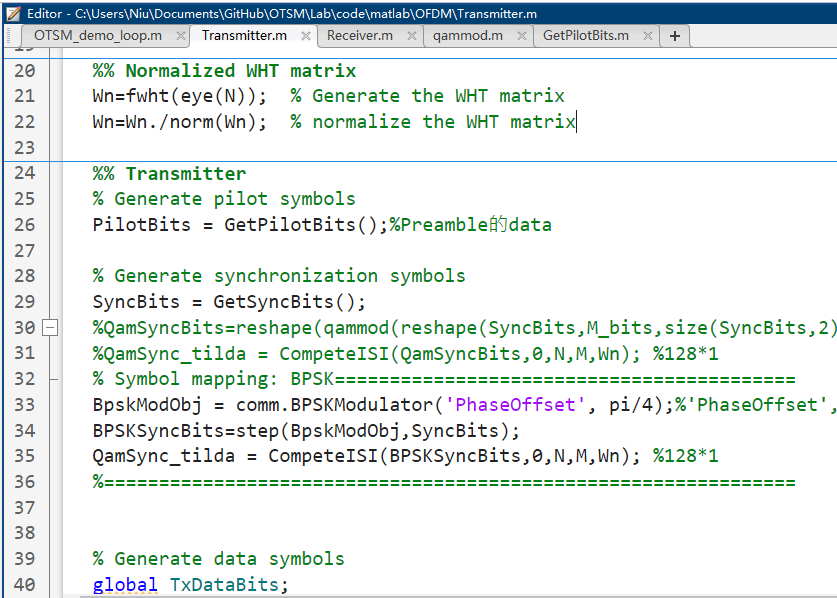 Editor - C:\Users\Niu\Documents\GitHub\OTSM\Lab\code\matlab\OFDM\Transmitter.m
OTSM_demo_loop.m × Transmitter.m × Receiver.m × qammod.m × GetPilotBits.m × +
20 %% Normalized WHT matrix
21 Wn=fwht(eye(N));  % Generate the WHT matrix
22 Wn=Wn./norm(Wn);  % normalize the WHT matrix
23
24 %% Transmitter
25 % Generate pilot symbols
26 PilotBits = GetPilotBits();%Preamble的data
27
28 % Generate synchronization symbols
29 SyncBits = GetSyncBits();
30 %QamSyncBits=reshape(qammod(reshape(SyncBits,M_bits,size(SyncBits,2)
31 %QamSync_tilda = CompeteISI(QamSyncBits,0,N,M,Wn); %128*1
32 % Symbol mapping: BPSK==========================================
33 BpskModObj = comm.BPSKModulator('PhaseOffset', pi/4);%'PhaseOffset',
34 BPSKSyncBits=step(BpskModObj,SyncBits);
35 QamSync_tilda = CompeteISI(BPSKSyncBits,0,N,M,Wn); %128*1
36 %===============================================================
37
38
39 % Generate data symbols
40 global TxDataBits;